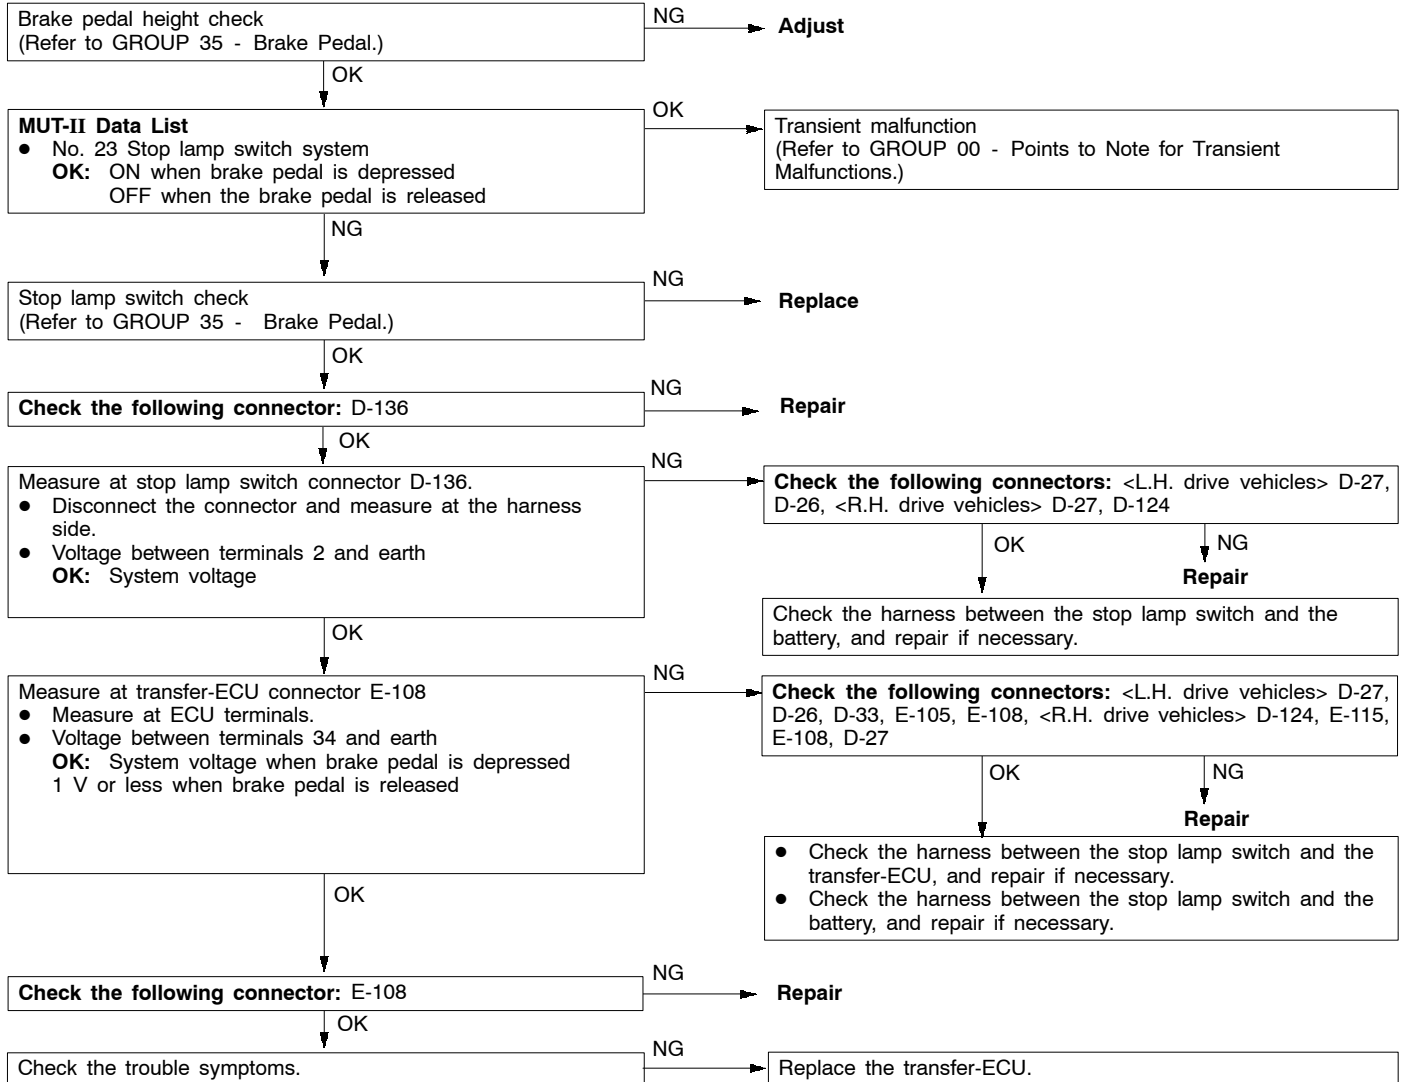 Brake pedal height check
(Refer to GROUP 35 - Brake Pedal.)
NG
Adjust
OK
MUT-II Data List
● No. 23 Stop lamp switch system
OK: ON when brake pedal is depressed
OFF when the brake pedal is released
OK
Transient malfunction
(Refer to GROUP 00 - Points to Note for Transient
Malfunctions.)
NG
Stop lamp switch check
(Refer to GROUP 35 - Brake Pedal.)
NG
Replace
OK
Check the following connector: D-136
NG
Repair
OK
Measure at stop lamp switch connector D-136.
● Disconnect the connector and measure at the harness
side.
● Voltage between terminals 2 and earth
OK: System voltage
NG
Check the following connectors: <L.H. drive vehicles> D-27,
D-26, <R.H. drive vehicles> D-27, D-124
OK
NG
Repair
Check the harness between the stop lamp switch and the
battery, and repair if necessary.
OK
Measure at transfer-ECU connector E-108
● Measure at ECU terminals.
● Voltage between terminals 34 and earth
OK: System voltage when brake pedal is depressed
1 V or less when brake pedal is released
NG
Check the following connectors: <L.H. drive vehicles> D-27,
D-26, D-33, E-105, E-108, <R.H. drive vehicles> D-124, E-115,
E-108, D-27
OK
NG
Repair
● Check the harness between the stop lamp switch and the
transfer-ECU, and repair if necessary.
● Check the harness between the stop lamp switch and the
battery, and repair if necessary.
OK
Check the following connector: E-108
NG
Repair
OK
Check the trouble symptoms.
NG
Replace the transfer-ECU.